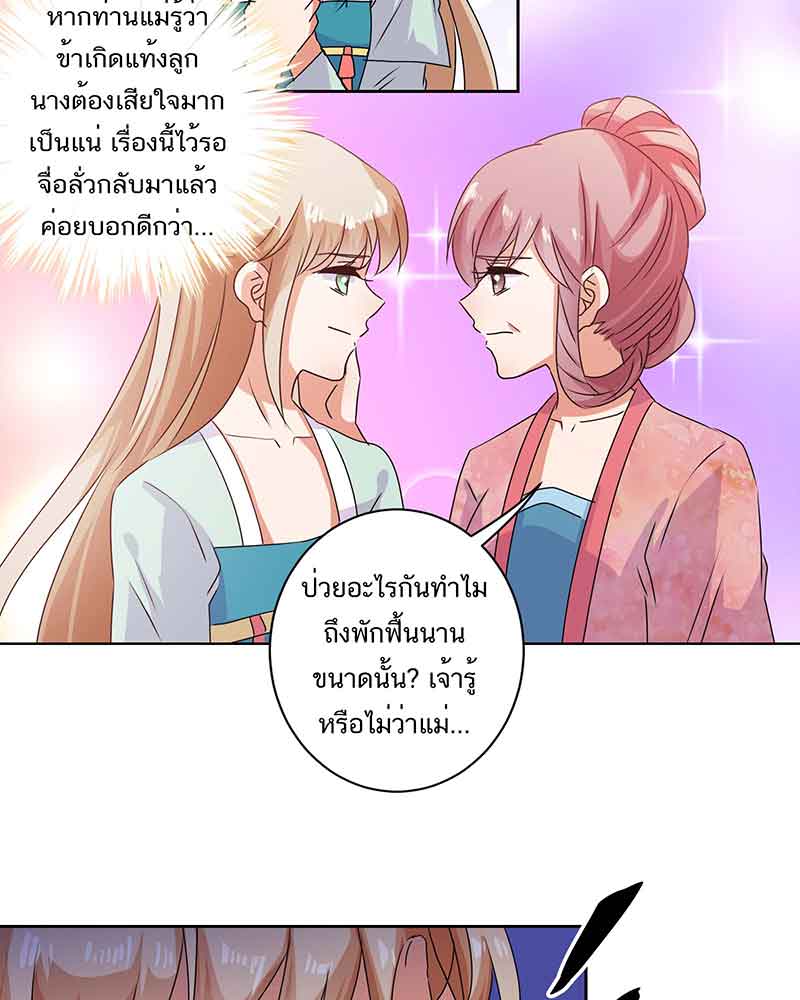 หากท่านแม่รู้ว่า
ข้าเกิดแท้งลูก
นางต้องเสียใจมาก
เป็นแน่ เรื่องนี้ไว้รอ
จื่อลั่วกลับมาแล้ว
ค่อยบอกดีกว่า...
ป่วยอะไรกันทำไม
ถึงพักฟื้นนาน
ขนาดนั้น? เจ้ารู้
หรือไม่ว่าแม่...